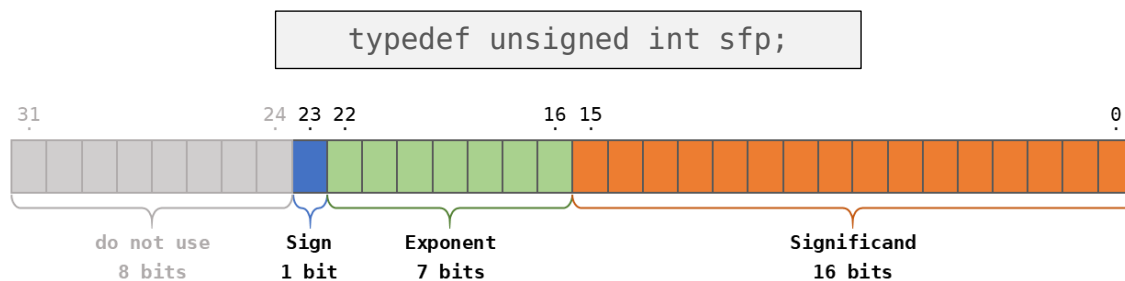 typedef unsigned int sfp;
31 24 23 22 16 15 0
do not use Sign Exponent Significand
8 bits 1 bit 7 bits 16 bits